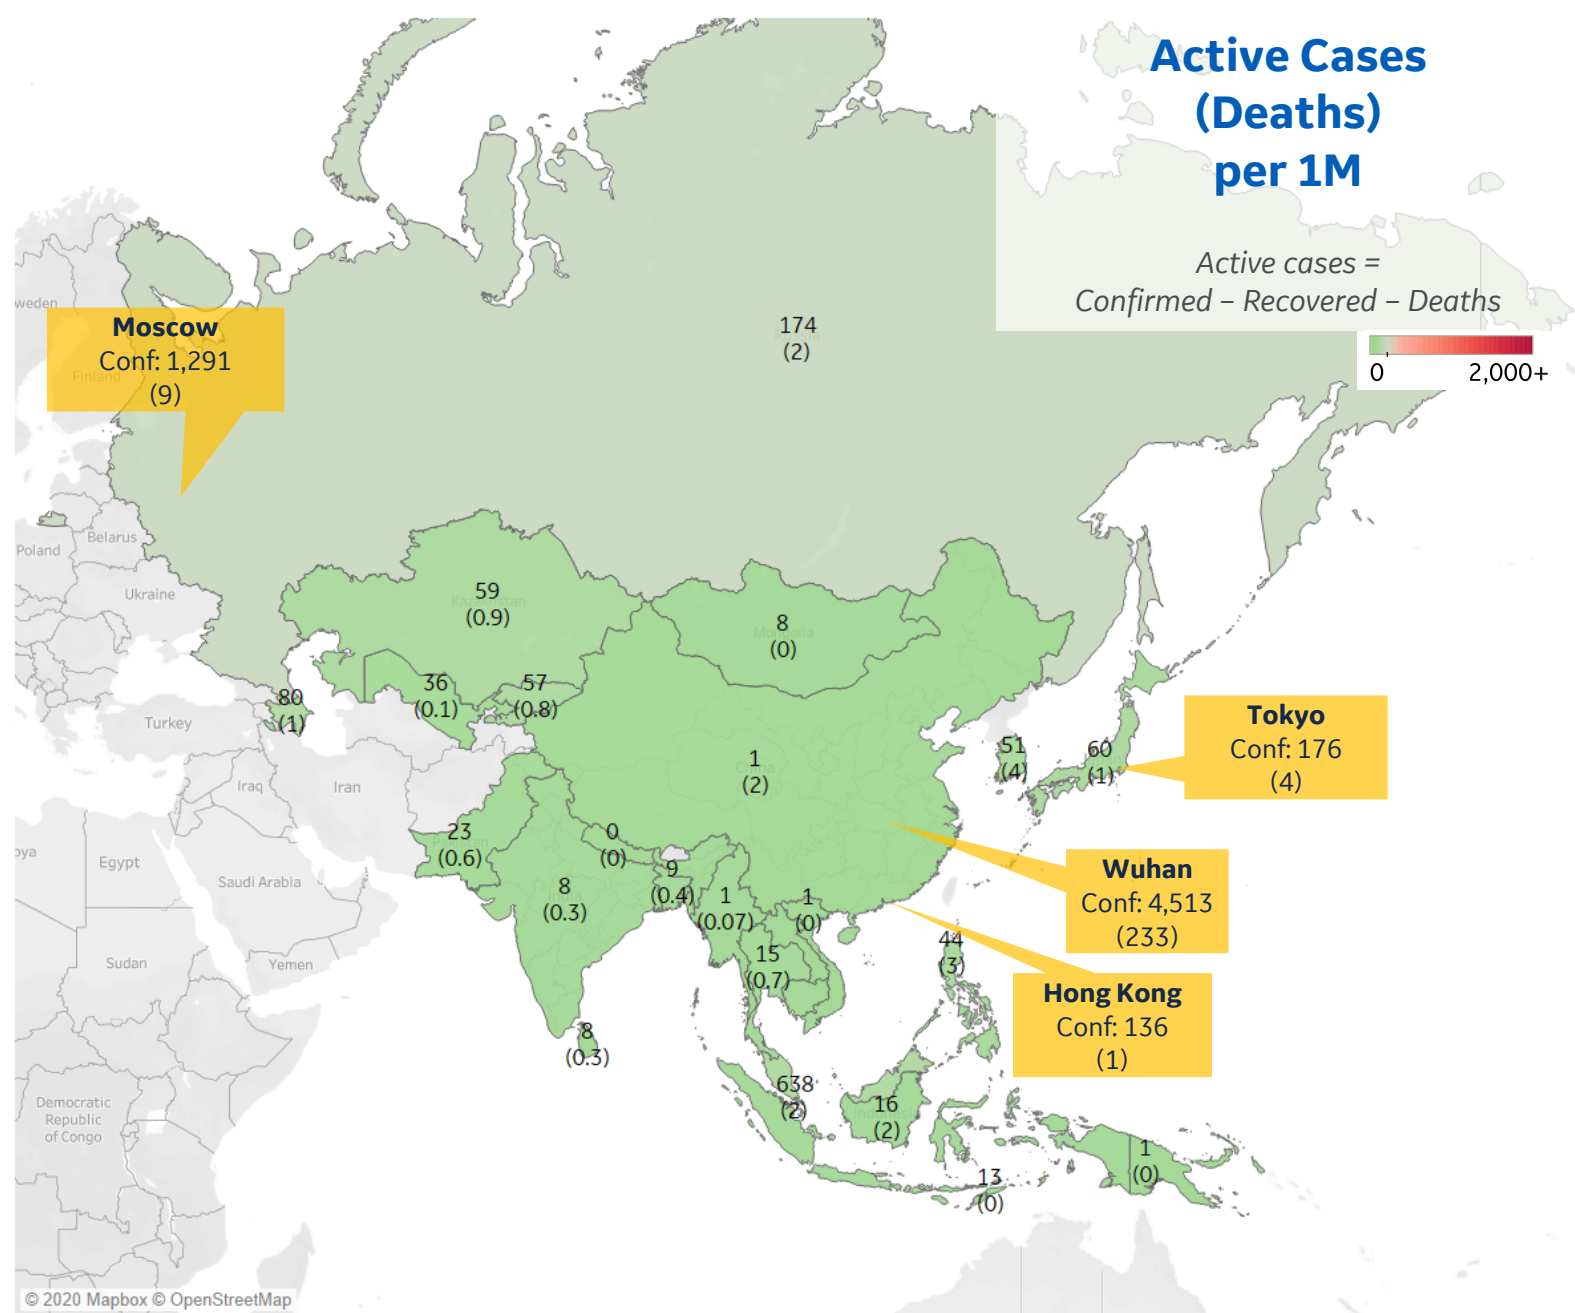 Active Cases
(Deaths)
per 1M
Active cases =
Confirmed – Recovered – Deaths
0 2,000+
weden
Finland
Moscow
Conf: 1,291
(9)
174
(2)
Poland
Belarus
Ukraine
59
Kazakhstan
(0.9)
8
Mongolia
(0)
36
(0.1)
57
(0.8)
80
(1)
Turkey
Tokyo
Conf: 176
(4)
51
(4)
60
(1)
1
(2)
Iraq
Iran
23
(0.6)
0
(0)
oya
Egypt
Saudi Arabia
8
(0.3)
9
(0.4)
1
(0.07)
1
(0)
Wuhan
Conf: 4,513
(233)
44
(3)
15
(0.7)
Sudan
Yemen
Hong Kong
Conf: 136
(1)
8
(0.3)
638
(2)
16
Indonesia
(2)
Democratic
Republic
of Congo
1
(0)
13
(0)
© 2020 Mapbox © OpenStreetMap